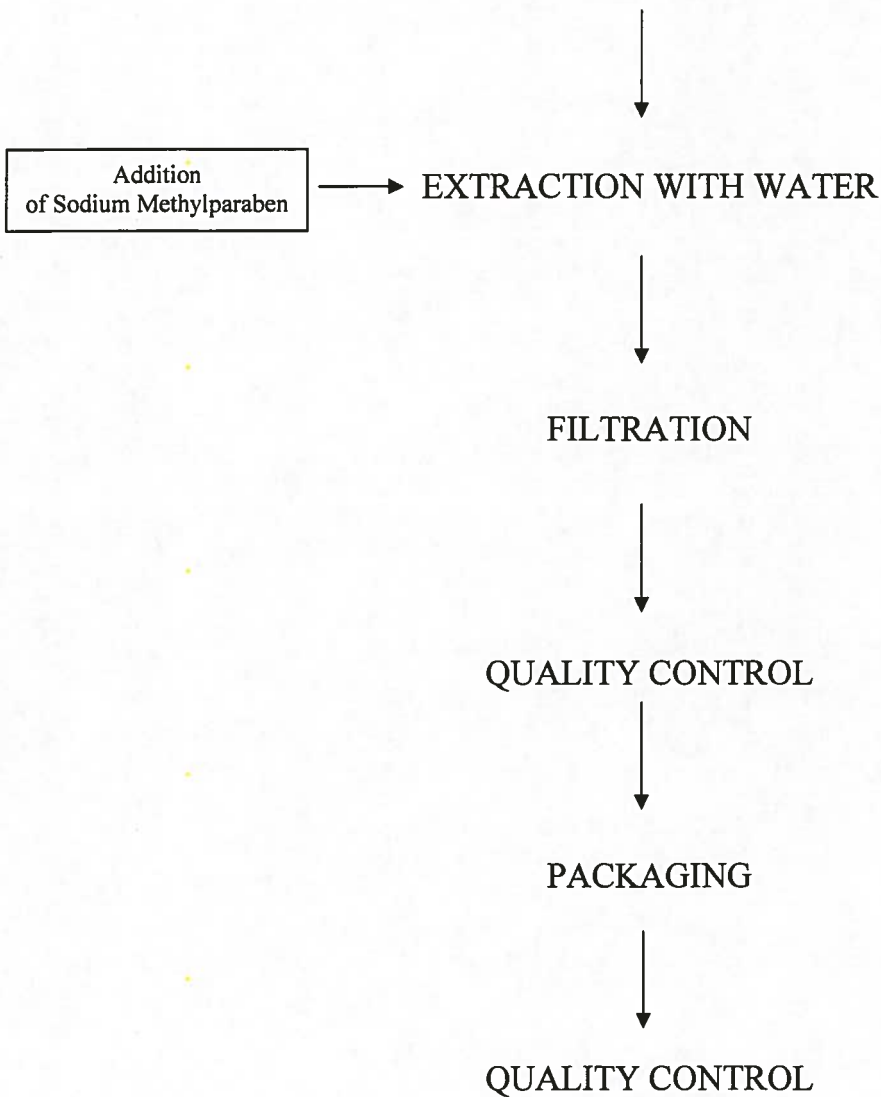 Addition
of Sodium Methylparaben
EXTRACTION WITH WATER
FILTRATION
QUALITY CONTROL
PACKAGING
QUALITY CONTROL